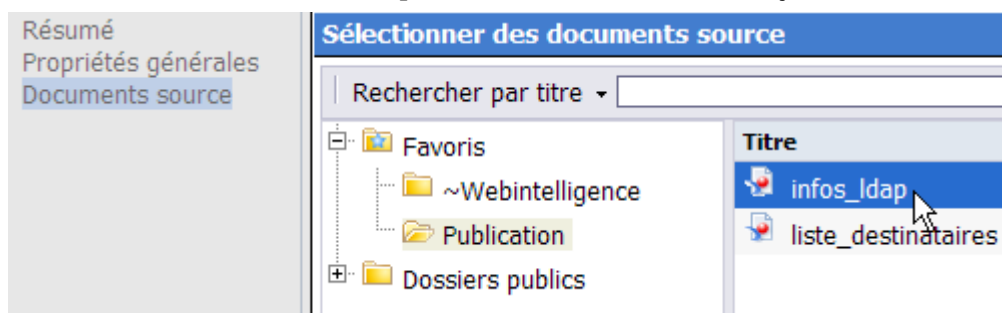 Résumé
Propriétés générales
Documents source
Sélectionner des documents source
Rechercher par titre
Favoris
~Webintelligence
Publication
Dossiers publics
Titre
infos_ldap
liste_destinataires